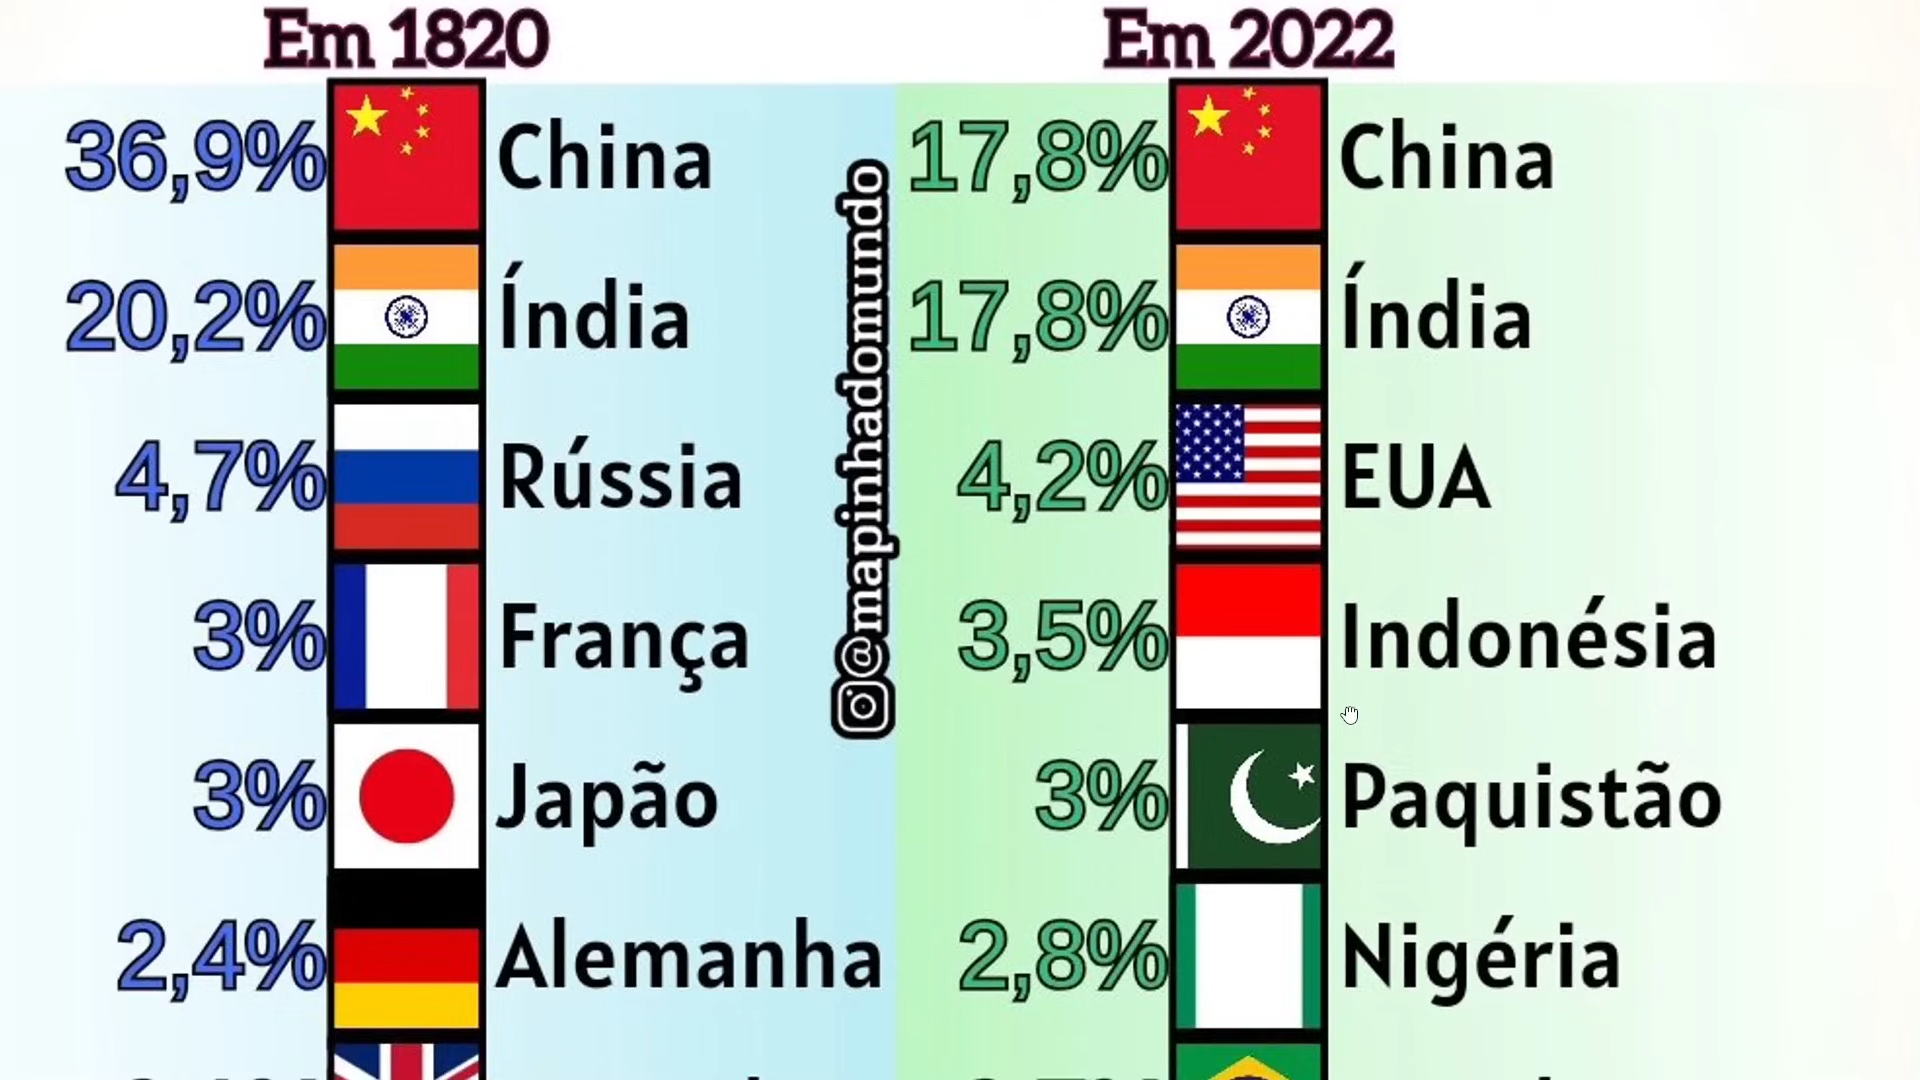 Em 1820
36,9% China
20,2% Índia
4,7% Rússia
3% França
3% Japão
2,4% Alemanha
@mapinhadomundo
Em 2022
17,8% China
17,8% Índia
4,2% EUA
3,5% Indonésia
3% Paquistão
2,8% Nigéria